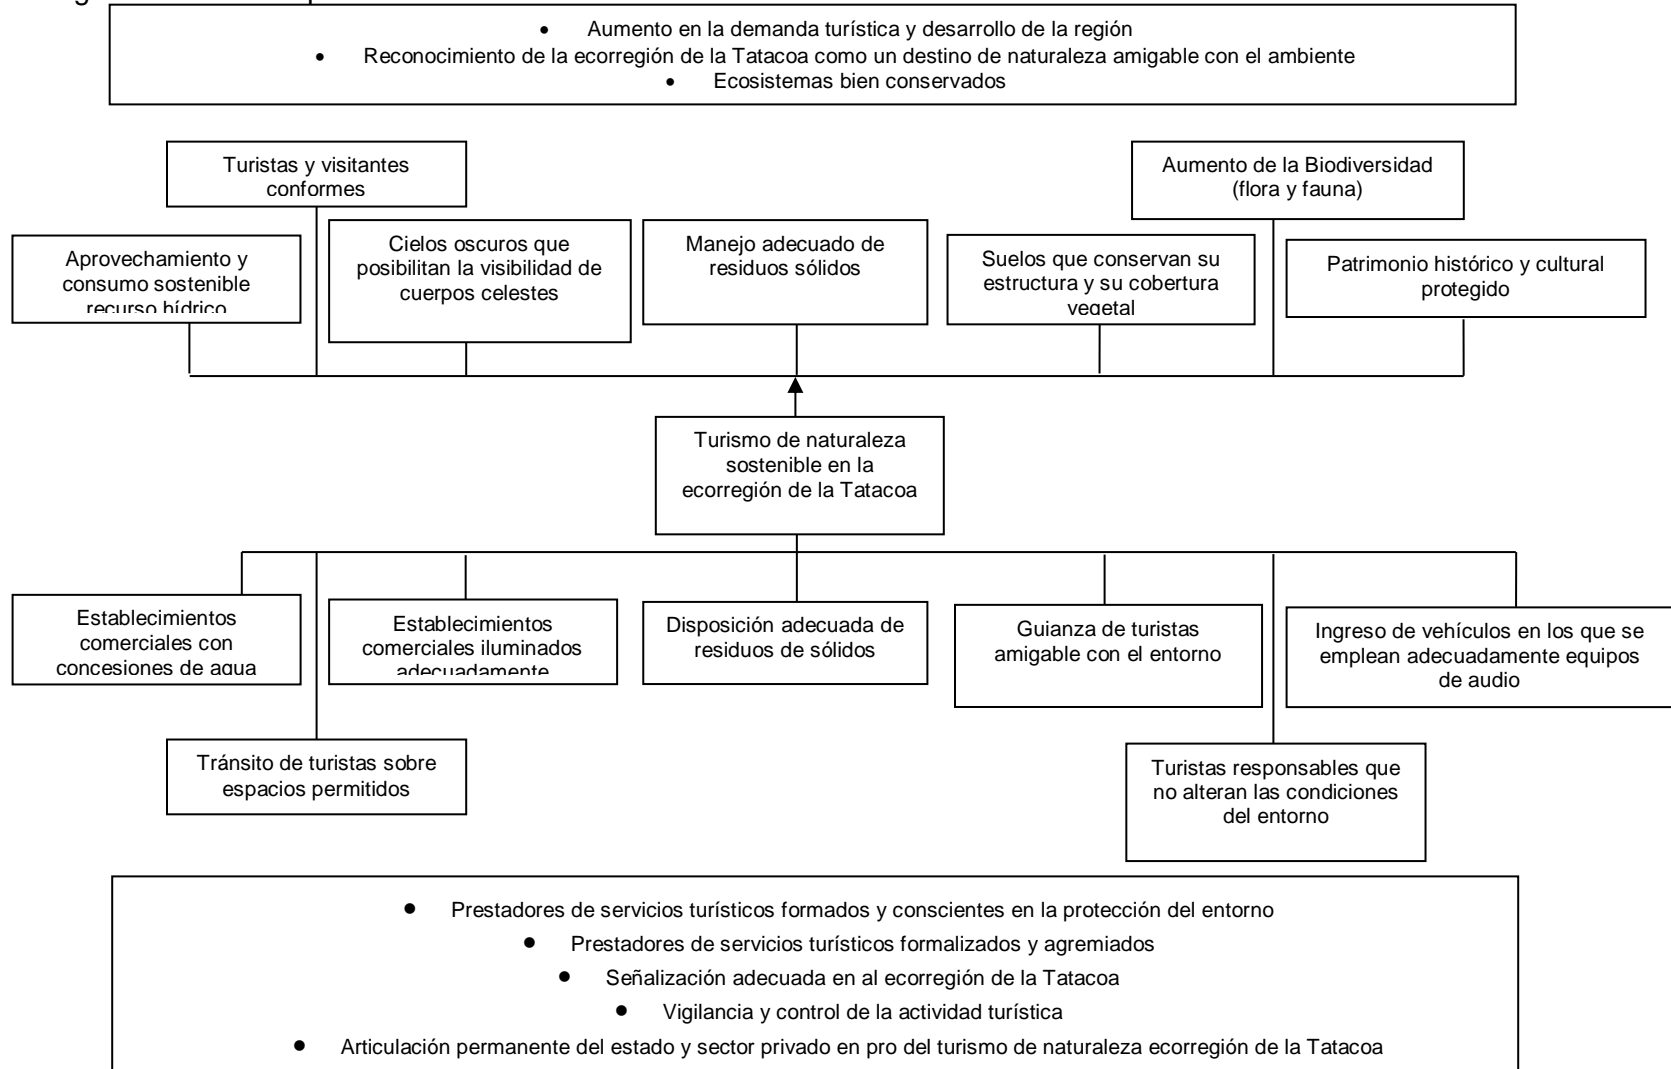 • Aumento en la demanda turística y desarrollo de la región
• Reconocimiento de la ecorregión de la Tatacoa como un destino de naturaleza amigable con el ambiente
• Ecosistemas bien conservados
Turistas y visitantes
conformes
Aumento de la Biodiversidad
(flora y fauna)
Aprovechamiento y
consumo sostenible
recurso hídrico
Cielos oscuros que
posibilitan la visibilidad de
cuerpos celestes
Manejo adecuado de
residuos sólidos
Suelos que conservan su
estructura y su cobertura
vegetal
Patrimonio histórico y cultural
protegido
Turismo de naturaleza
sostenible en la
ecorregión de la Tatacoa
Establecimientos
comerciales con
concesiones de agua
Establecimientos
comerciales iluminados
adecuadamente
Disposición adecuada de
residuos de sólidos
Guianza de turistas
amigable con el entorno
Ingreso de vehículos en los que se
emplean adecuadamente equipos
de audio
Tránsito de turistas sobre
espacios permitidos
Turistas responsables que
no alteran las condiciones
del entorno
• Prestadores de servicios turísticos formados y conscientes en la protección del entorno
• Prestadores de servicios turísticos formalizados y agremiados
• Señalización adecuada en al ecorregión de la Tatacoa
• Vigilancia y control de la actividad turística
• Articulación permanente del estado y sector privado en pro del turismo de naturaleza ecorregión de la Tatacoa